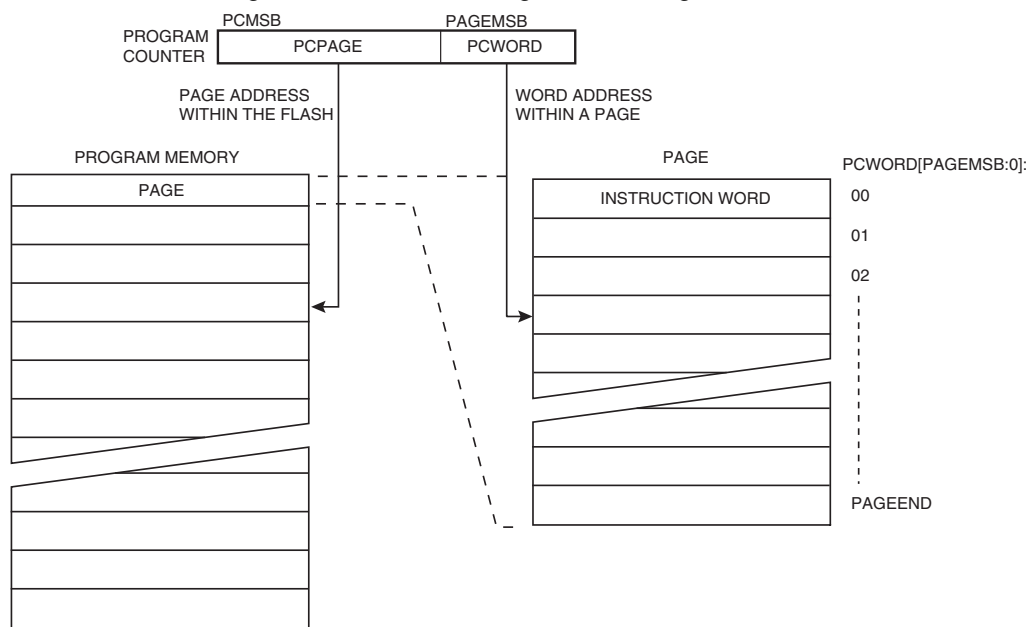 PCMSB
PAGEMSB
PROGRAM
COUNTER
PCPAGE
PCWORD
PAGE ADDRESS
WITHIN THE FLASH
WORD ADDRESS
WITHIN A PAGE
PROGRAM MEMORY
PAGE
PAGE
INSTRUCTION WORD
PCWORD[PAGEMSB:0]:
00
01
02
PAGEEND